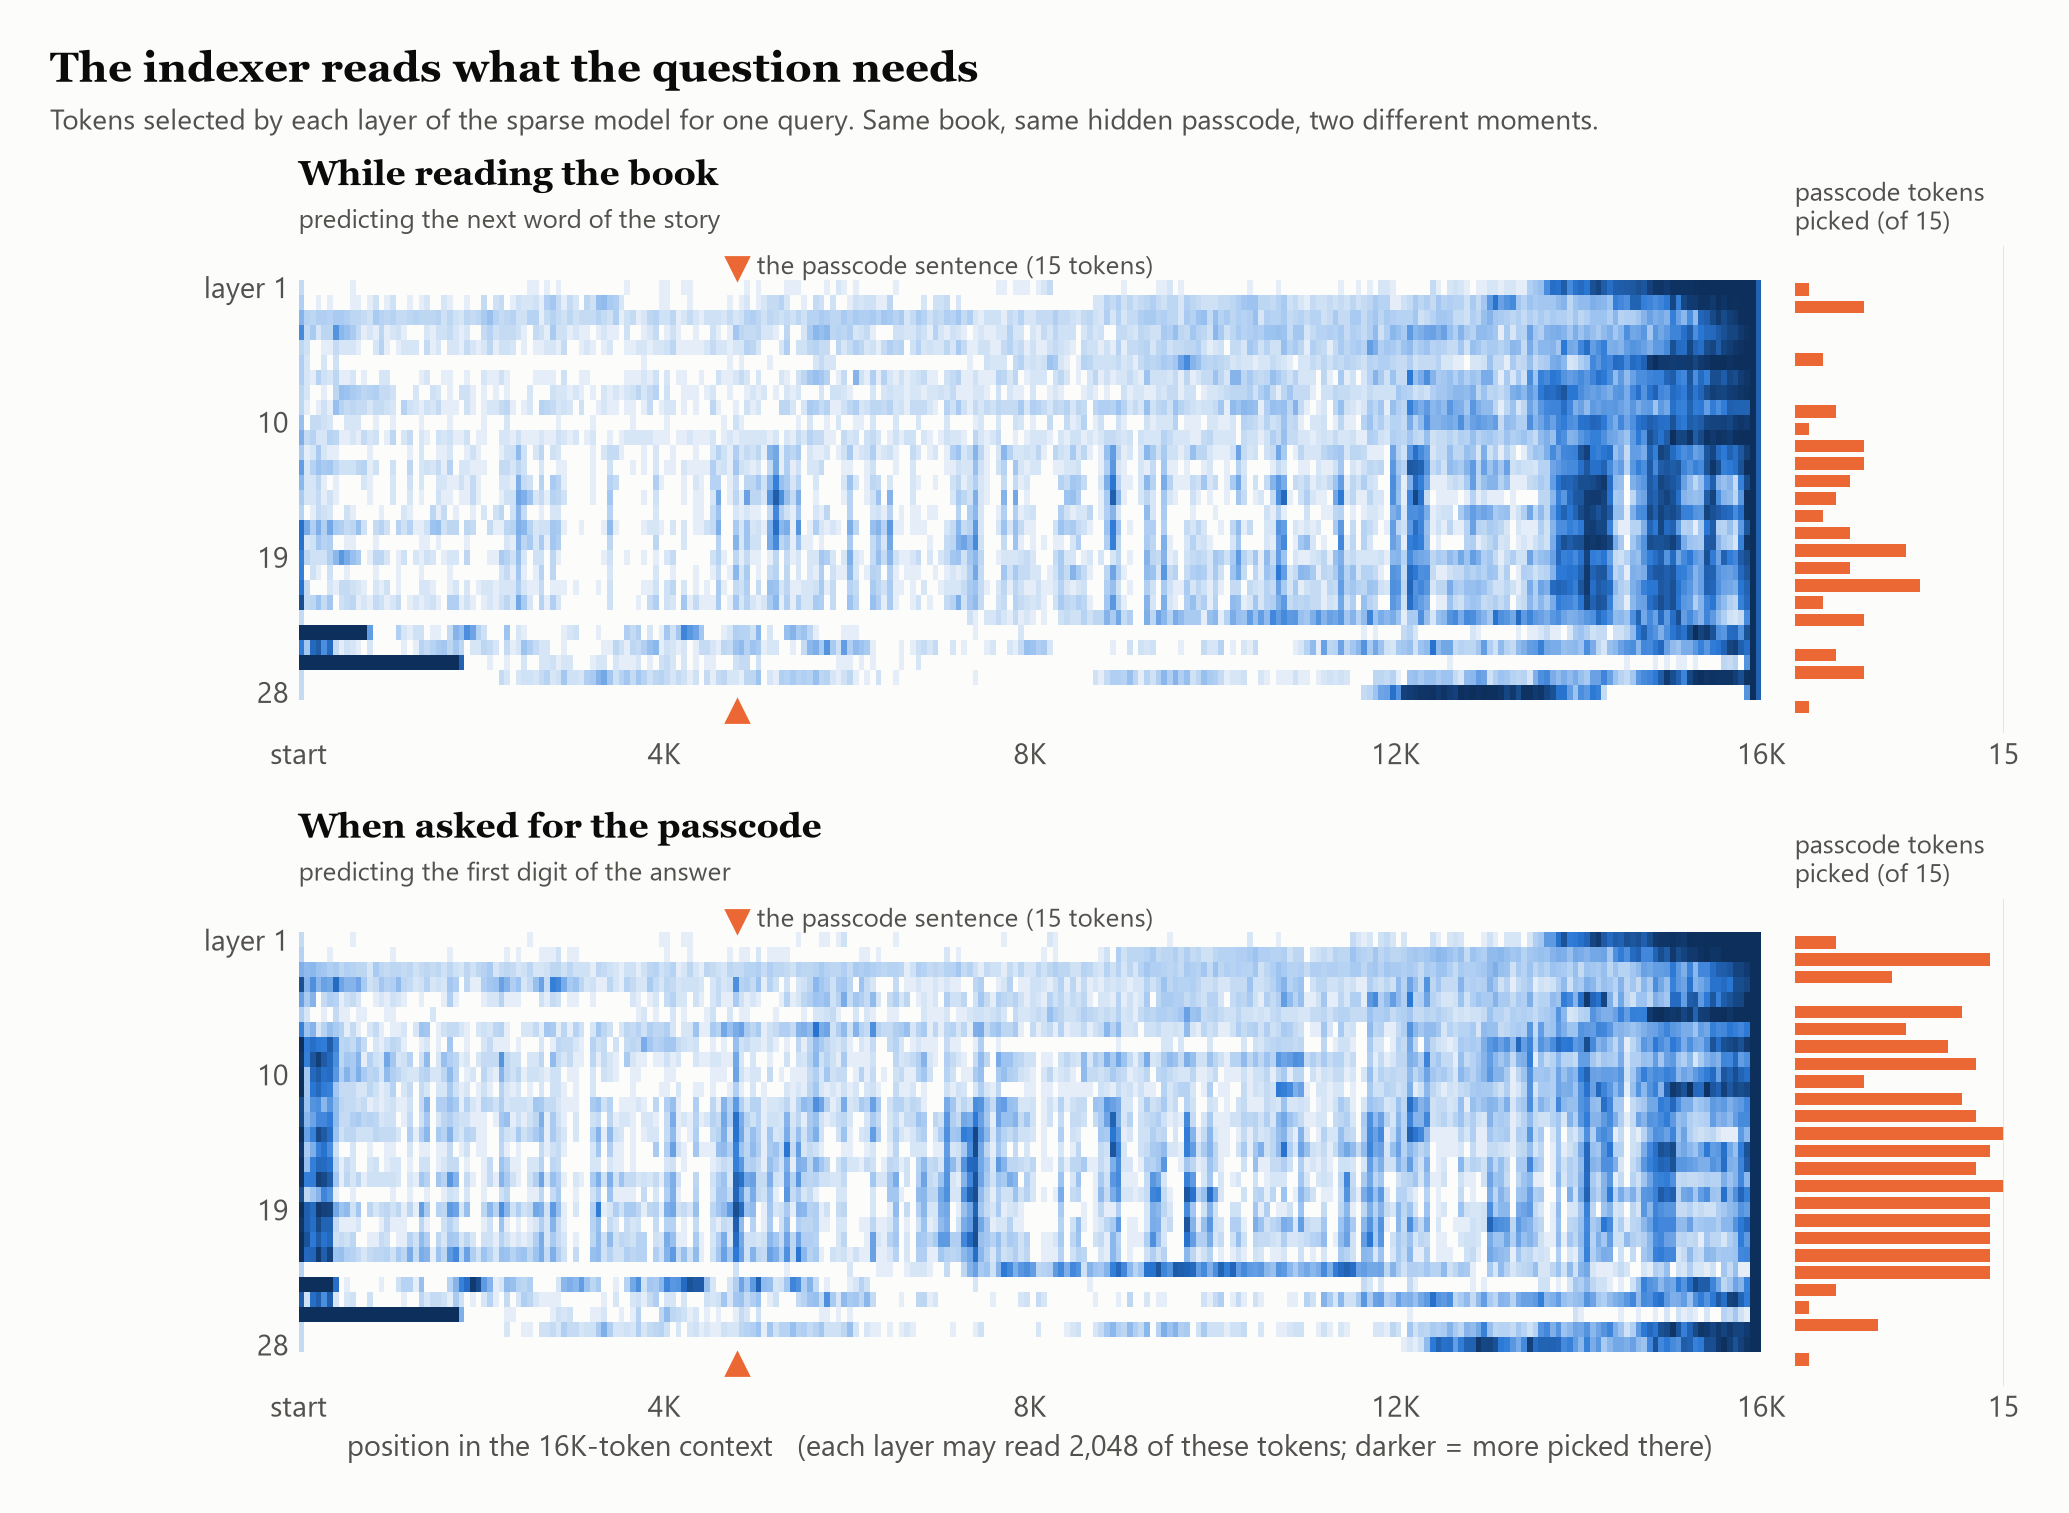 The indexer reads what the question needs
Tokens selected by each layer of the sparse model for one query. Same book, same hidden passcode, two different moments.
While reading the book
predicting the next word of the story
passcode tokens
picked (of 15)
the passcode sentence (15 tokens)
layer 1
10
19
28
start 4K 8K 12K 16K 15
When asked for the passcode
predicting the first digit of the answer
passcode tokens
picked (of 15)
the passcode sentence (15 tokens)
layer 1
10
19
28
start 4K 8K 12K 16K 15
position in the 16K-token context (each layer may read 2,048 of these tokens; darker = more picked there)